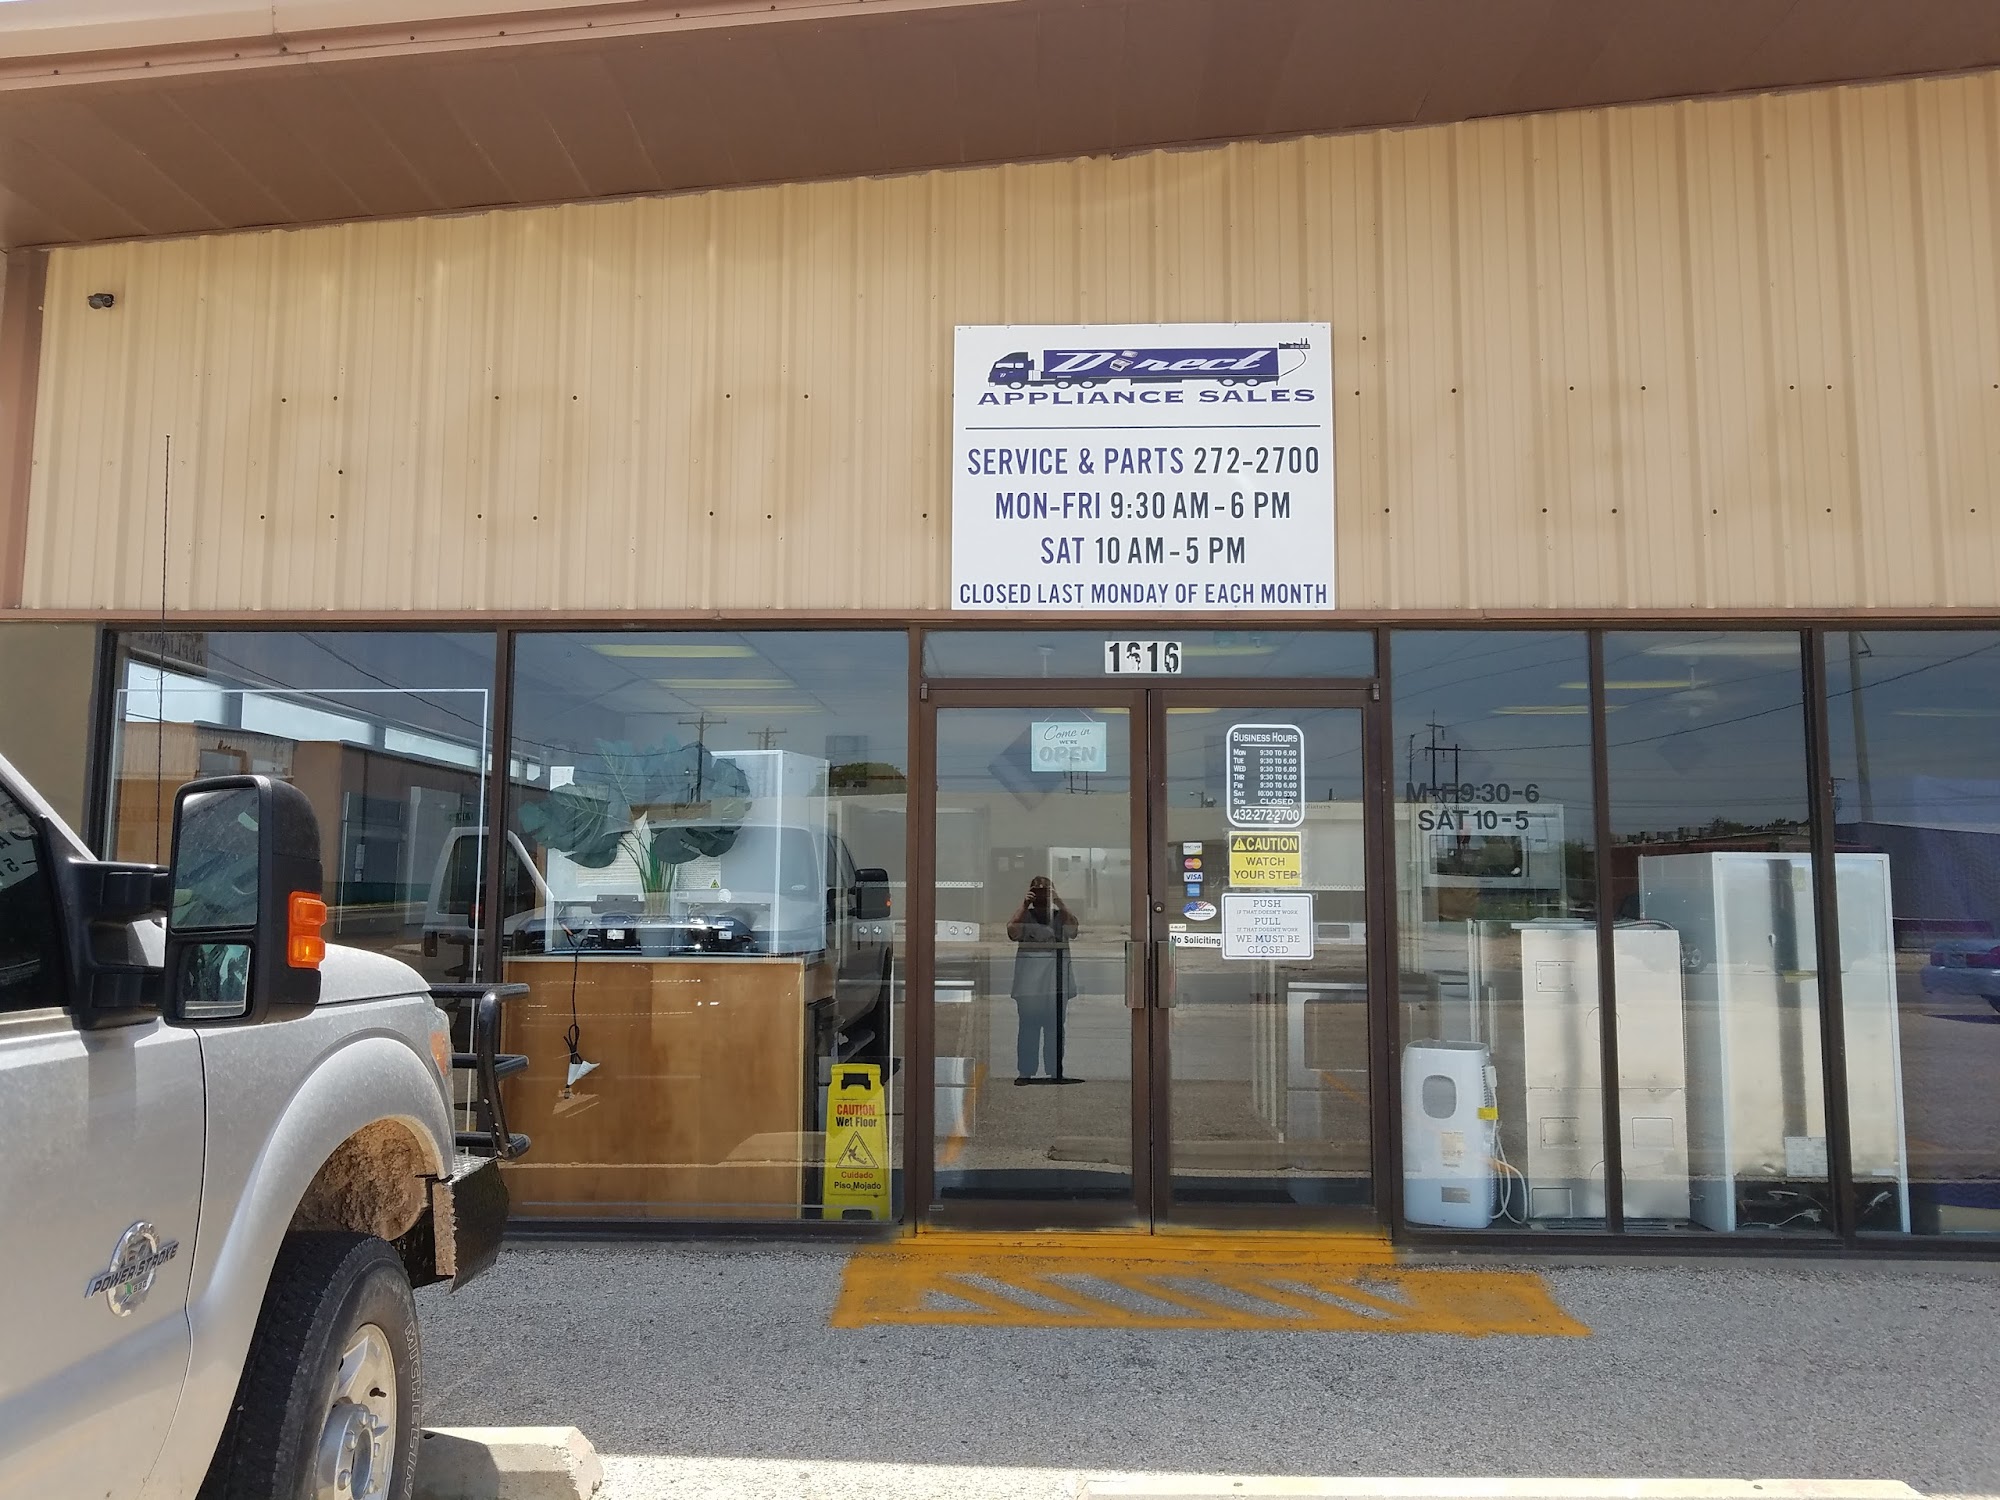 Direct
APPLIANCE SALES
SERVICE & PARTS 272-2700
MON-FRI 9:30 AM - 6 PM
SAT 10 AM - 5 PM
CLOSED LAST MONDAY OF EACH MONTH
1616
Come in
WE'RE
OPEN
BUSINESS HOURS
MON 9:30 TO 6:00
TUE 9:30 TO 6:00
WED 9:30 TO 6:00
THR 9:30 TO 6:00
FRI 9:30 TO 6:00
SAT 10:00 TO 5:00
SUN CLOSED
432-272-2700
CAUTION
WATCH
YOUR STEP
VISA
No Soliciting
PUSH
IF THAT DOESN'T WORK
PULL
IF THAT DOESN'T WORK
WE MUST BE
CLOSED
M-F 9:30-6
SAT 10-5
CAUTION
Wet Floor
Cuidado
Piso Mojado
POWER STROKE
MICHELIN